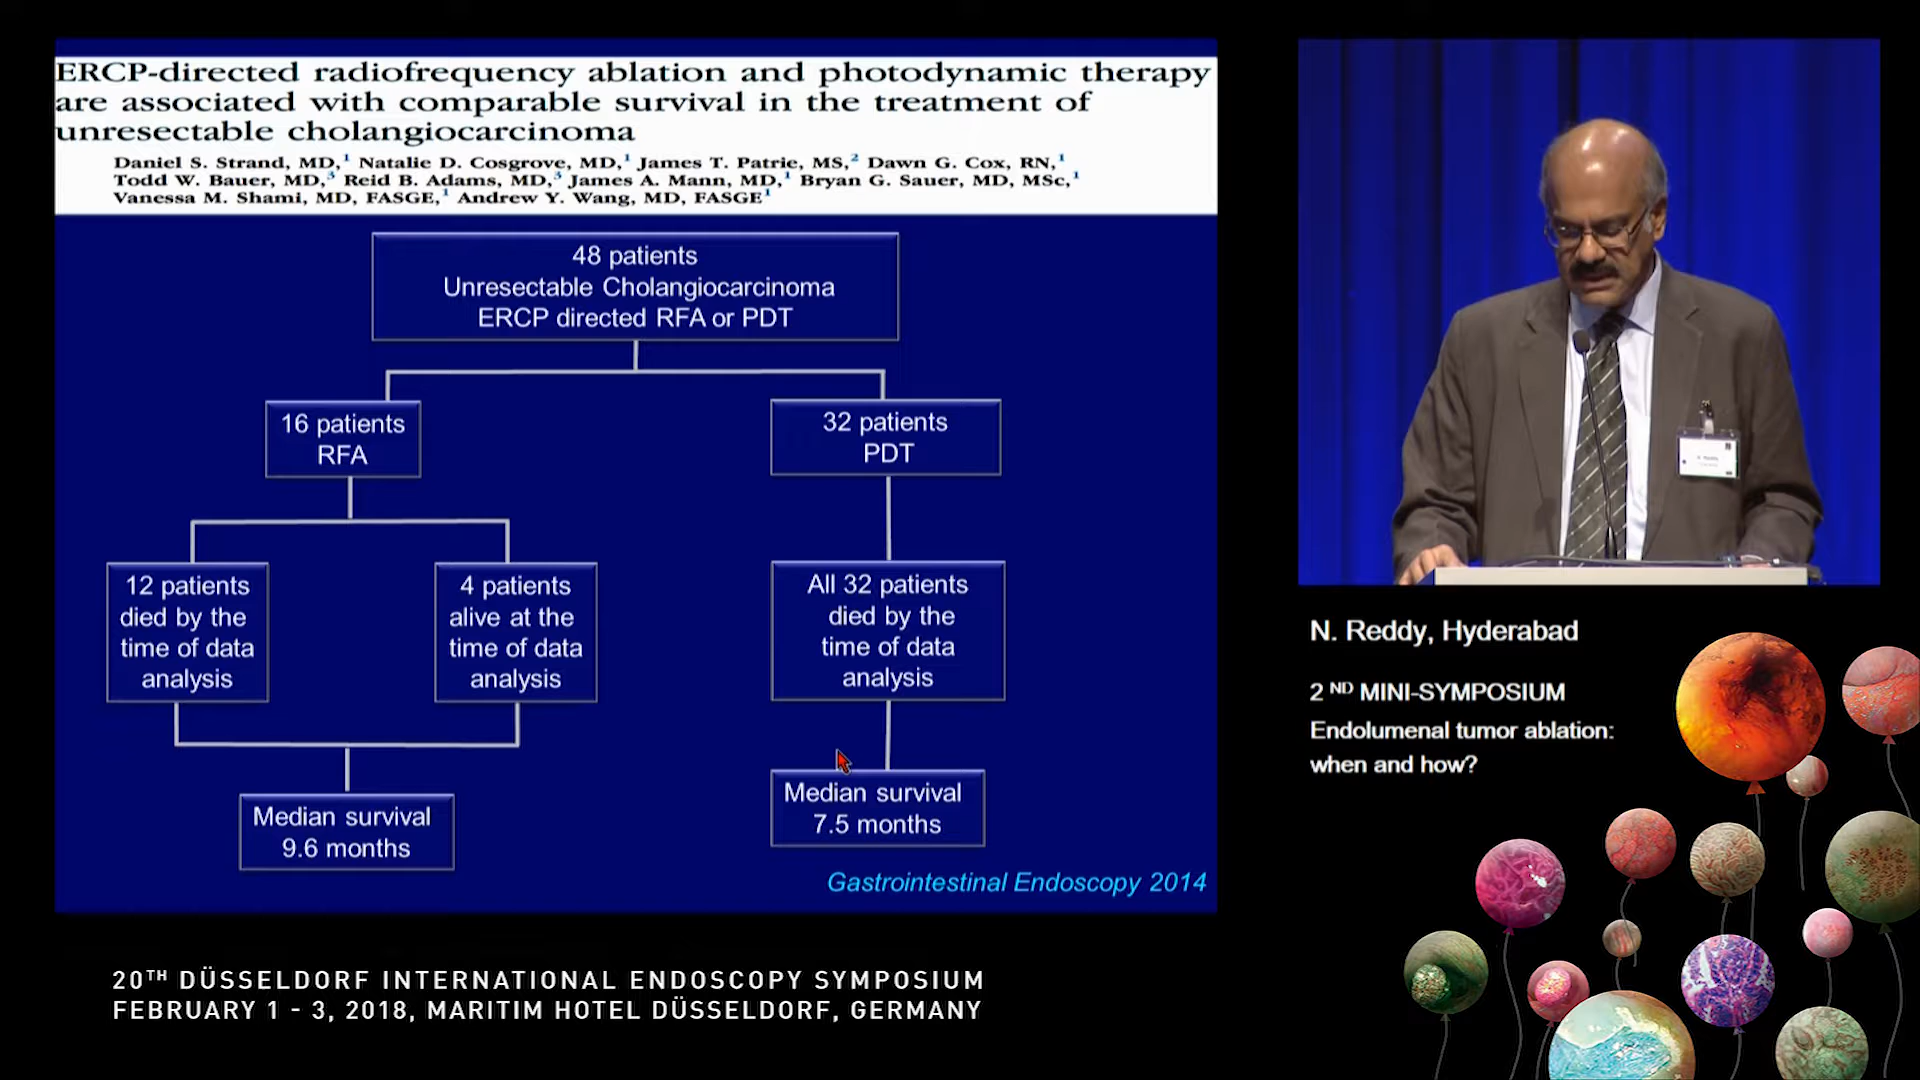 ERCP-directed radiofrequency ablation and photodynamic therapy
are associated with comparable survival in the treatment of
unresectable cholangiocarcinoma
Daniel S. Strand, MD,¹ Natalie D. Cosgrove, MD,¹ James T. Patrie, MS,² Dawn G. Cox, RN,¹
Todd W. Bauer, MD,³ Reid B. Adams, MD,³ James A. Mann, MD,¹ Bryan G. Sauer, MD, MSc,¹
Vanessa M. Shami, MD, FASGE,¹ Andrew Y. Wang, MD, FASGE¹
48 patients
Unresectable Cholangiocarcinoma
ERCP directed RFA or PDT
16 patients
RFA
32 patients
PDT
12 patients
died by the
time of data
analysis
4 patients
alive at the
time of data
analysis
All 32 patients
died by the
time of data
analysis
Median survival
9.6 months
Median survival
7.5 months
Gastrointestinal Endoscopy 2014
N. Reddy, Hyderabad
2 ND MINI-SYMPOSIUM
Endolumenal tumor ablation:
when and how?
20TH DÜSSELDORF INTERNATIONAL ENDOSCOPY SYMPOSIUM
FEBRUARY 1 - 3, 2018, MARITIM HOTEL DÜSSELDORF, GERMANY